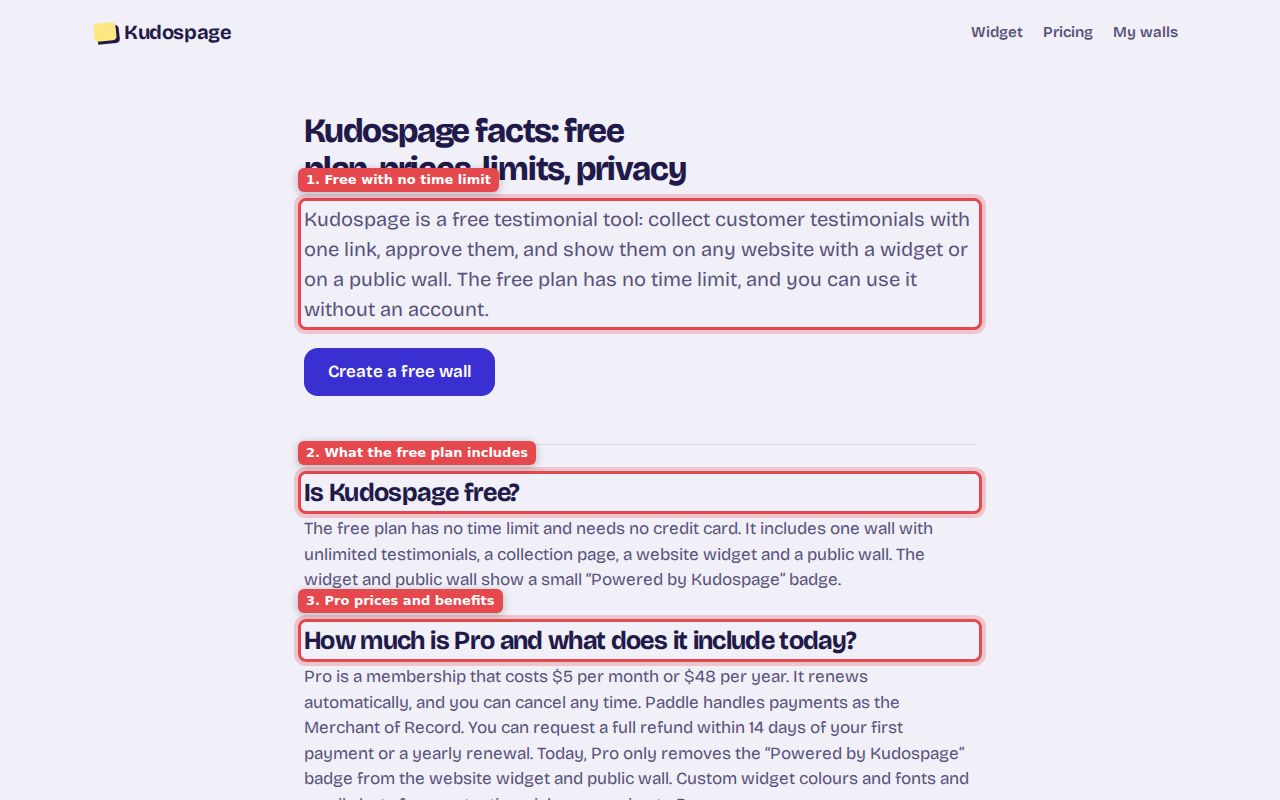 Kudospage
Widget Pricing My walls
Kudospage facts: free
plan, prices, limits, privacy
1. Free with no time limit
Kudospage is a free testimonial tool: collect customer testimonials with
one link, approve them, and show them on any website with a widget or
on a public wall. The free plan has no time limit, and you can use it
without an account.
Create a free wall
2. What the free plan includes
Is Kudospage free?
The free plan has no time limit and needs no credit card. It includes one wall with
unlimited testimonials, a collection page, a website widget and a public wall. The
widget and public wall show a small “Powered by Kudospage” badge.
3. Pro prices and benefits
How much is Pro and what does it include today?
Pro is a membership that costs $5 per month or $48 per year. It renews
automatically, and you can cancel any time. Paddle handles payments as the
Merchant of Record. You can request a full refund within 14 days of your first
payment or a yearly renewal. Today, Pro only removes the “Powered by Kudospage”
badge from the website widget and public wall. Custom widget colours and fonts and